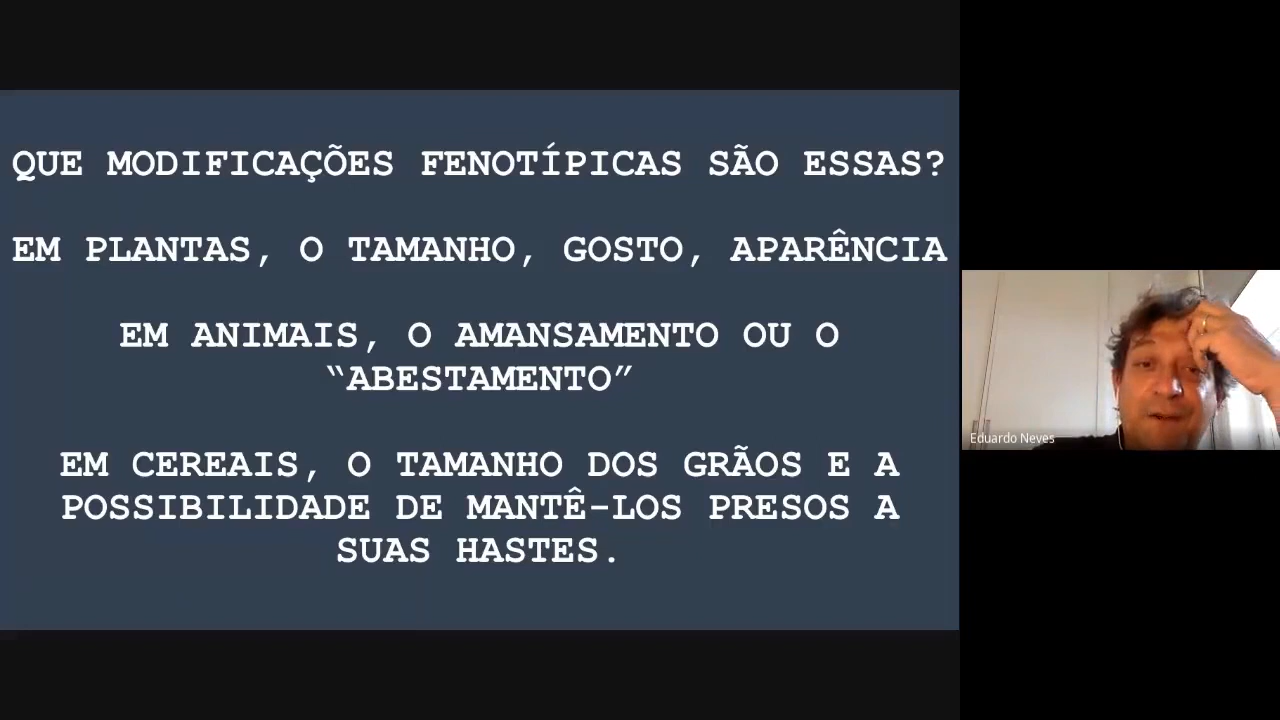 QUE MODIFICAÇÕES FENOTÍPICAS SÃO ESSAS?
EM PLANTAS, O TAMANHO, GOSTO, APARÊNCIA
EM ANIMAIS, O AMANSAMENTO OU O
“ABESTAMENTO”
EM CEREAIS, O TAMANHO DOS GRÃOS E A
POSSIBILIDADE DE MANTÊ-LOS PRESOS A
SUAS HASTES.
Eduardo Neves